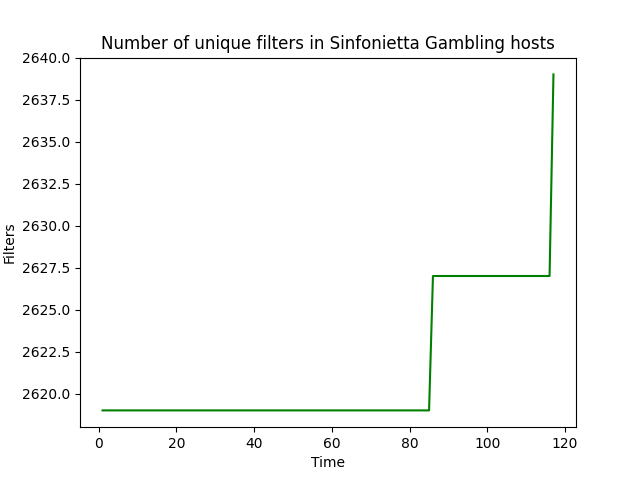 Number of unique filters in Sinfonietta Gambling hosts
2640.0
2637.5
2635.0
2632.5
2630.0
2627.5
2625.0
2622.5
2620.0
Filters
0 20 40 60 80 100 120
Time